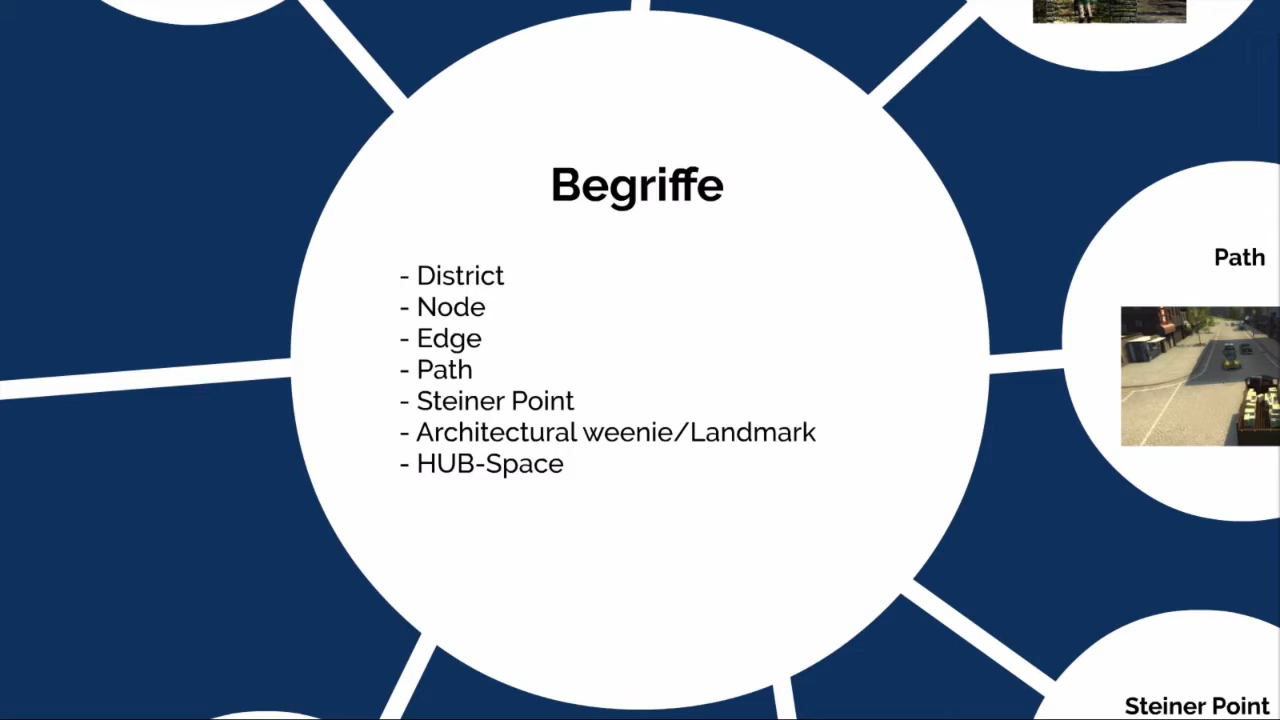 Begriffe
- District
- Node
- Edge
- Path
- Steiner Point
- Architectural weenie/Landmark
- HUB-Space
Path
Steiner Point